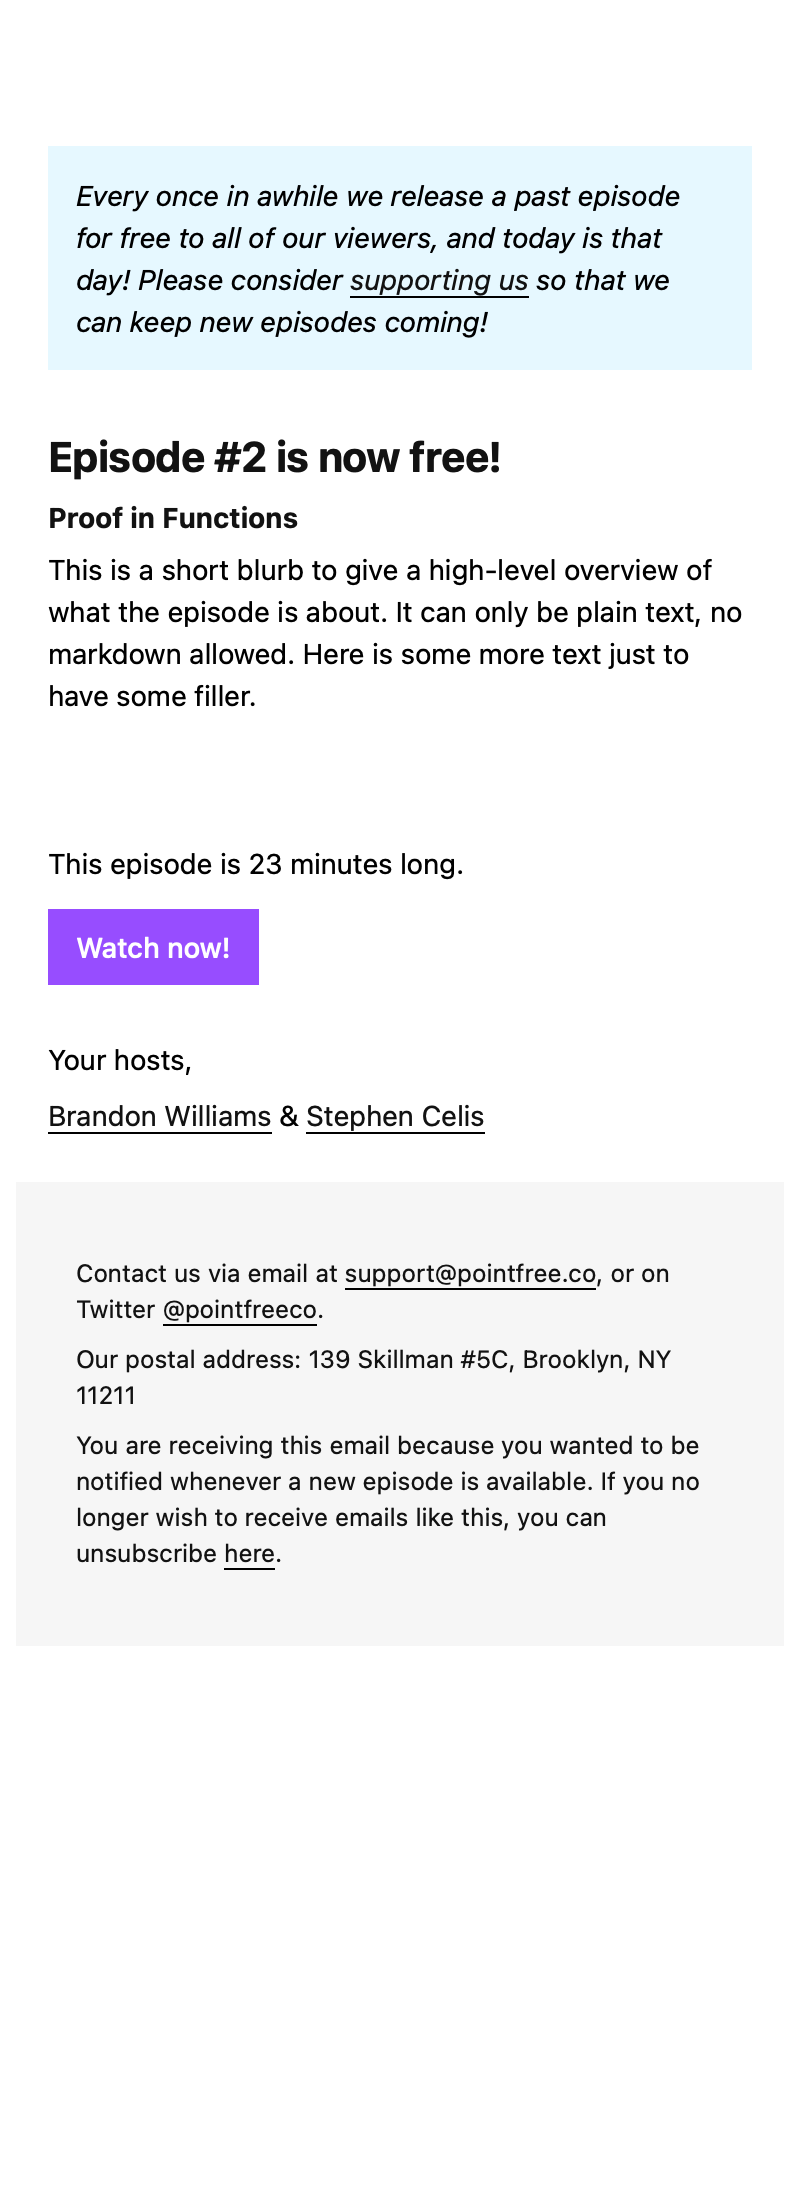 Every once in awhile we release a past episode
for free to all of our viewers, and today is that
day! Please consider supporting us so that we
can keep new episodes coming!
Episode #2 is now free!
Proof in Functions
This is a short blurb to give a high-level overview of
what the episode is about. It can only be plain text, no
markdown allowed. Here is some more text just to
have some filler.
This episode is 23 minutes long.
Watch now!
Your hosts,
Brandon Williams & Stephen Celis
Contact us via email at support@pointfree.co, or on
Twitter @pointfreeco.
Our postal address: 139 Skillman #5C, Brooklyn, NY
11211
You are receiving this email because you wanted to be
notified whenever a new episode is available. If you no
longer wish to receive emails like this, you can
unsubscribe here.